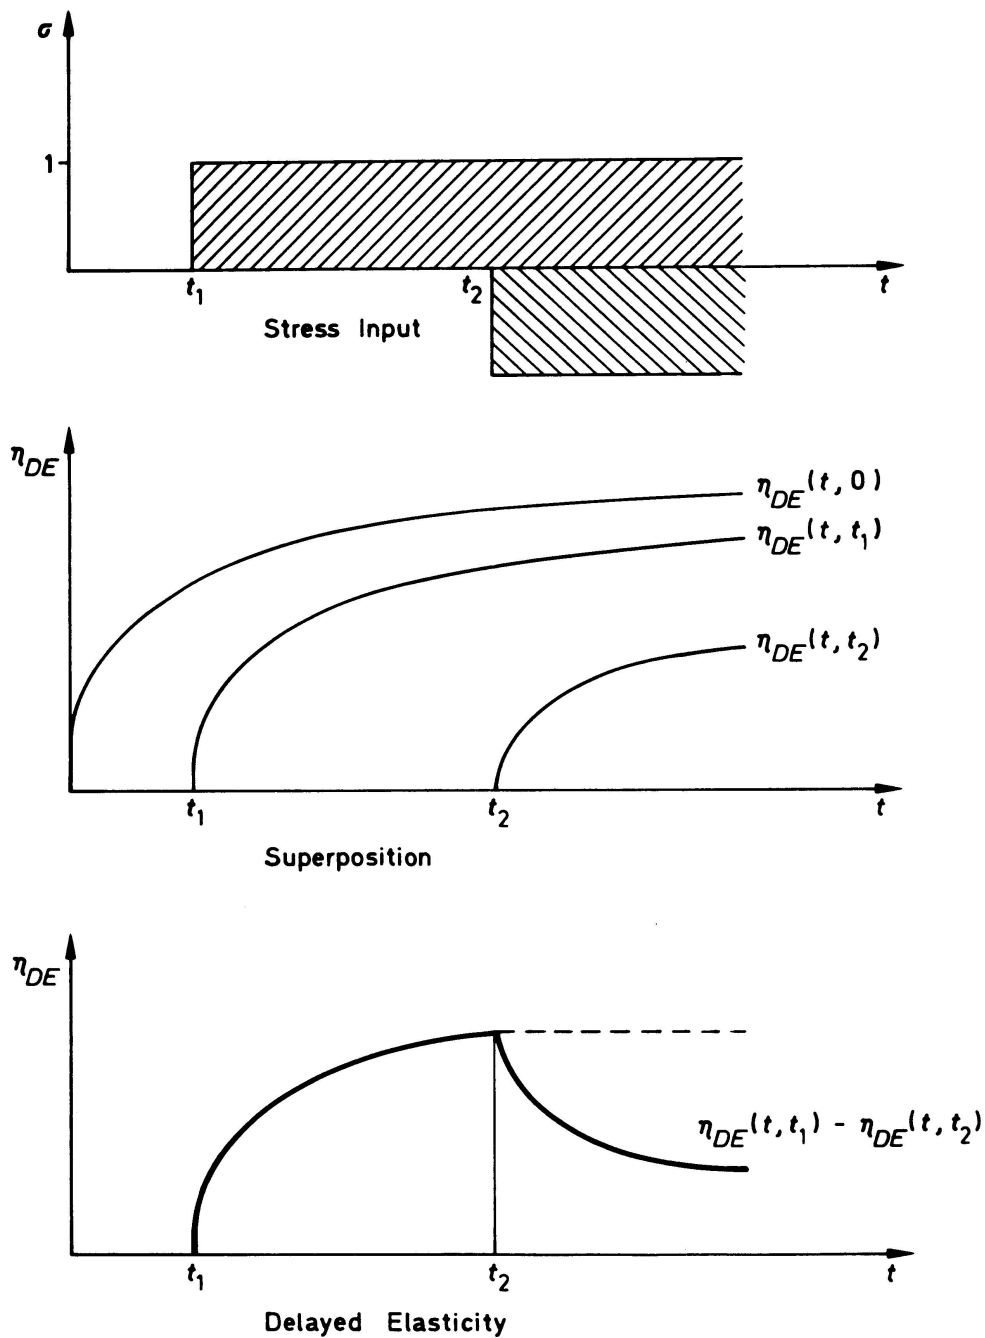 σ
1
t1
t2
t
Stress Input
ηDE
ηDE(t, 0)
ηDE(t, t1)
ηDE(t, t2)
t1
t2
t
Superposition
ηDE
ηDE(t, t1) - ηDE(t, t2)
t1
t2
t
Delayed Elasticity